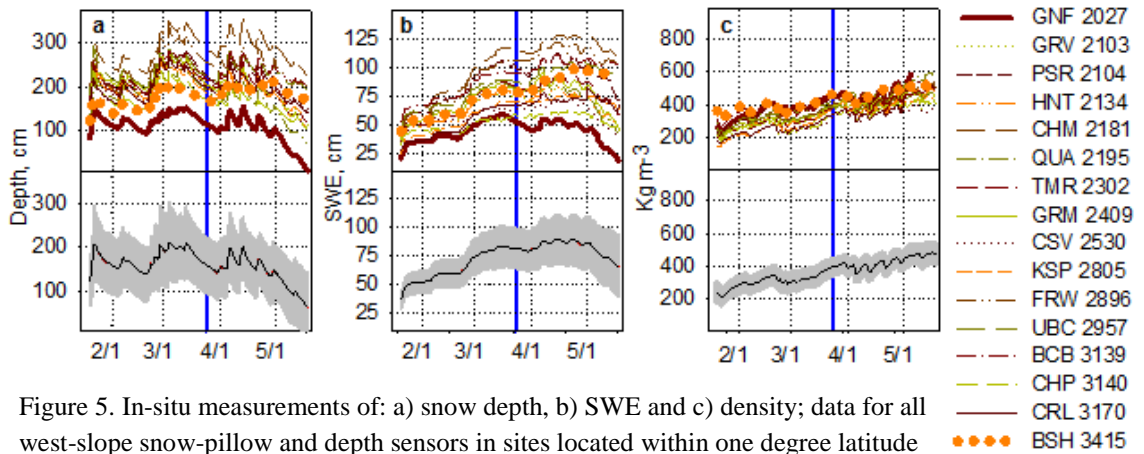 a
b
c
Depth, cm
300
200
100
300
200
100
2/1 3/1 4/1 5/1
SWE, cm
125
100
75
50
25
125
100
75
50
25
2/1 3/1 4/1 5/1
Kg m-3
800
600
400
200
800
600
400
200
2/1 3/1 4/1 5/1
GNF 2027
GRV 2103
PSR 2104
HNT 2134
CHM 2181
QUA 2195
TMR 2302
GRM 2409
CSV 2530
KSP 2805
FRW 2896
UBC 2957
BCB 3139
CHP 3140
CRL 3170
BSH 3415
Figure 5. In-situ measurements of: a) snow depth, b) SWE and c) density; data for all
west-slope snow-pillow and depth sensors in sites located within one degree latitude